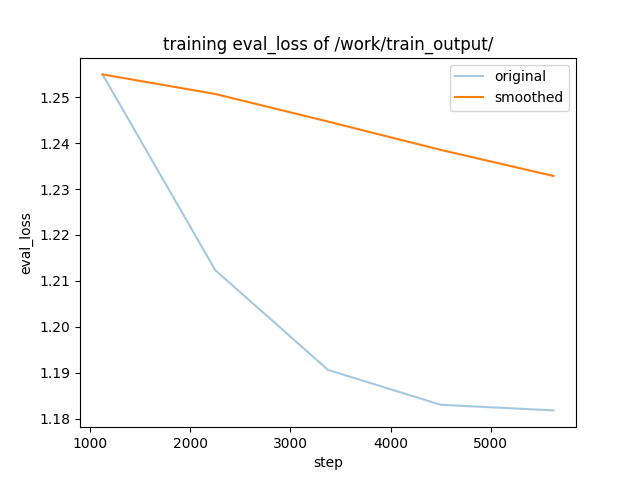 training eval_loss of /work/train_output/
original
smoothed
1.25
1.24
1.23
1.22
1.21
1.20
1.19
1.18
eval_loss
1000
2000
3000
4000
5000
step